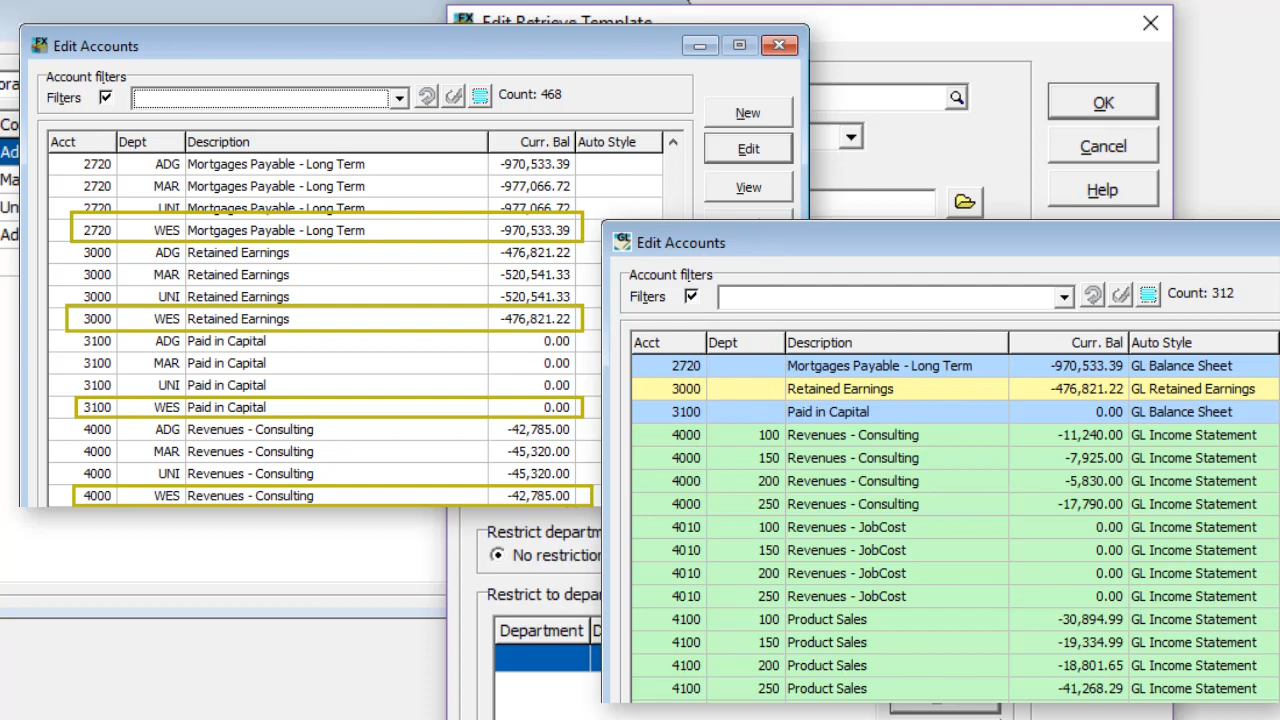 Edit Retrieve Template
Edit Accounts
Account filters
Filters
Count: 468
New
Edit
View
OK
Cancel
Help
Acct Dept Description Curr. Bal Auto Style
2720 ADG Mortgages Payable - Long Term -970,533.39
2720 MAR Mortgages Payable - Long Term -977,066.72
2720 UNI Mortgages Payable - Long Term -977,066.72
2720 WES Mortgages Payable - Long Term -970,533.39
3000 ADG Retained Earnings -476,821.22
3000 MAR Retained Earnings -520,541.33
3000 UNI Retained Earnings -520,541.33
3000 WES Retained Earnings -476,821.22
3100 ADG Paid in Capital 0.00
3100 MAR Paid in Capital 0.00
3100 UNI Paid in Capital 0.00
3100 WES Paid in Capital 0.00
4000 ADG Revenues - Consulting -42,785.00
4000 MAR Revenues - Consulting -45,320.00
4000 UNI Revenues - Consulting -45,320.00
4000 WES Revenues - Consulting -42,785.00
Edit Accounts
Account filters
Filters
Count: 312
Acct Dept Description Curr. Bal Auto Style
2720 Mortgages Payable - Long Term -970,533.39 GL Balance Sheet
3000 Retained Earnings -476,821.22 GL Retained Earnings
3100 Paid in Capital 0.00 GL Balance Sheet
4000 100 Revenues - Consulting -11,240.00 GL Income Statement
4000 150 Revenues - Consulting -7,925.00 GL Income Statement
4000 200 Revenues - Consulting -5,830.00 GL Income Statement
4000 250 Revenues - Consulting -17,790.00 GL Income Statement
4010 100 Revenues - JobCost 0.00 GL Income Statement
4010 150 Revenues - JobCost 0.00 GL Income Statement
4010 200 Revenues - JobCost 0.00 GL Income Statement
4010 250 Revenues - JobCost 0.00 GL Income Statement
4100 100 Product Sales -30,894.99 GL Income Statement
4100 150 Product Sales -19,334.99 GL Income Statement
4100 200 Product Sales -18,801.65 GL Income Statement
4100 250 Product Sales -41,268.29 GL Income Statement
Restrict departm
No restriction
Restrict to depa
Department D